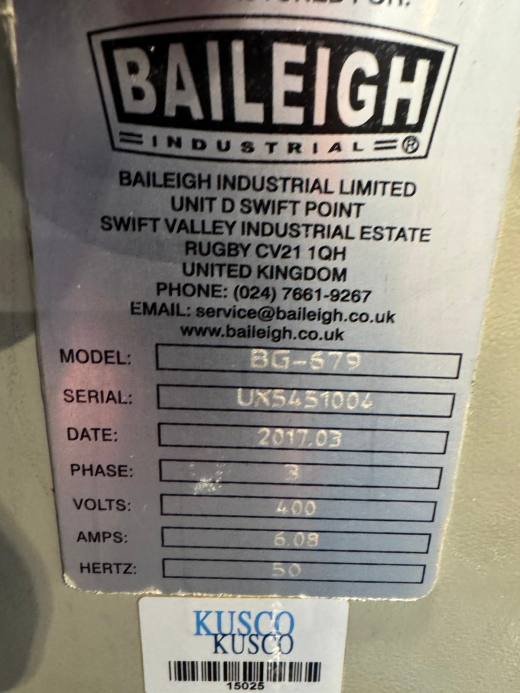 BAILEIGH
INDUSTRIAL ®
BAILEIGH INDUSTRIAL LIMITED
UNIT D SWIFT POINT
SWIFT VALLEY INDUSTRIAL ESTATE
RUGBY CV21 1QH
UNITED KINGDOM
PHONE: (024) 7661-9267
EMAIL: service@baileigh.co.uk
www.baileigh.co.uk
MODEL: BG-679
SERIAL: UX5451004
DATE: 2017.03
PHASE: 3
VOLTS: 400
AMPS: 6.08
HERTZ: 50
KUSCO
KUSCO
15025